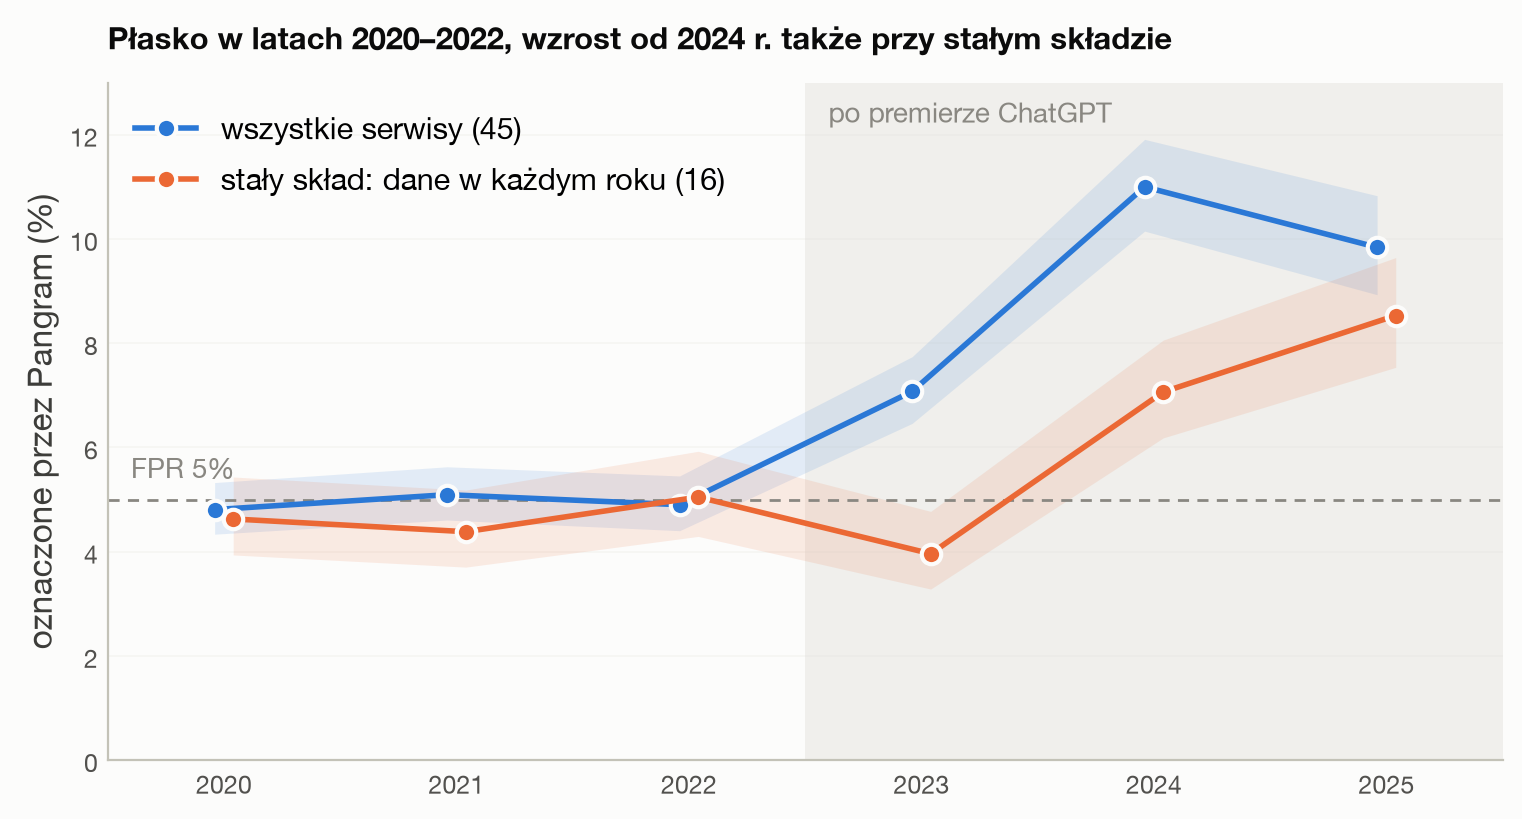 Płasko w latach 2020–2022, wzrost od 2024 r. także przy stałym składzie
po premierze ChatGPT
wszystkie serwisy (45)
stały skład: dane w każdym roku (16)
oznaczone przez Pangram (%)
12
10
8
6
4
2
0
FPR 5%
2020
2021
2022
2023
2024
2025